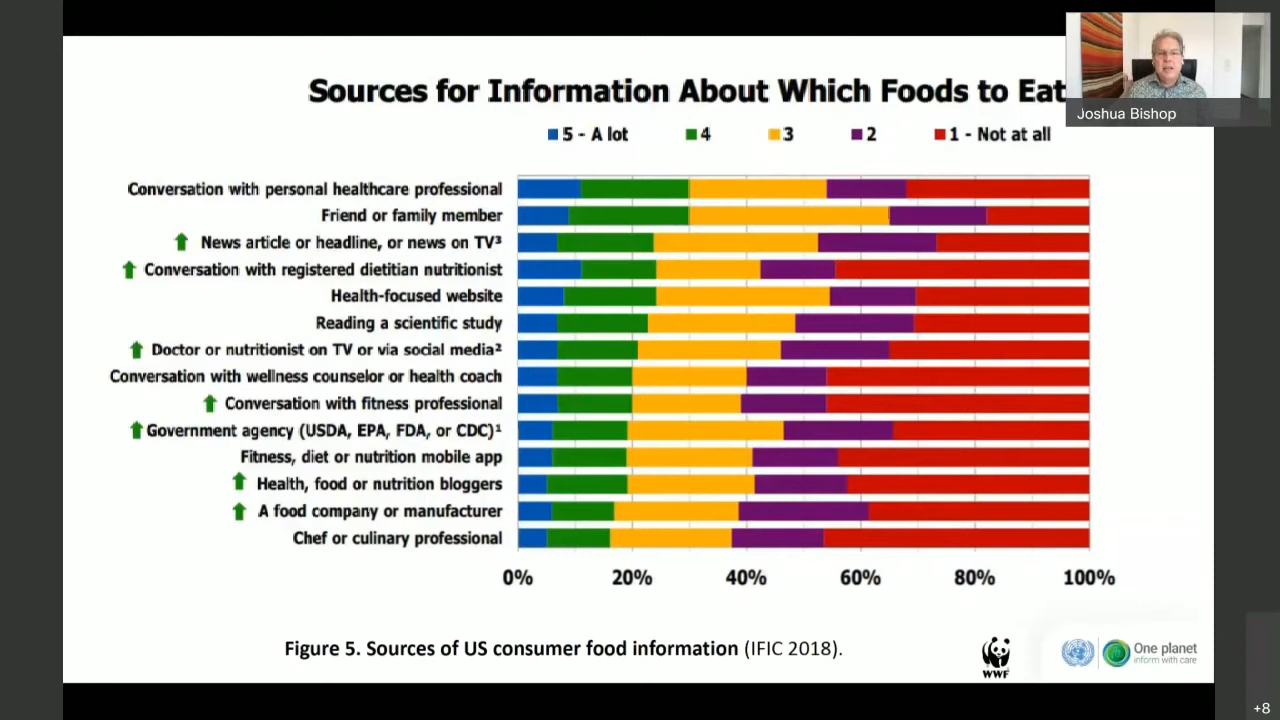 Sources for Information About Which Foods to Eat
Joshua Bishop
5 - A lot
4
3
2
1 - Not at all
Conversation with personal healthcare professional
Friend or family member
News article or headline, or news on TV³
Conversation with registered dietitian nutritionist
Health-focused website
Reading a scientific study
Doctor or nutritionist on TV or via social media²
Conversation with wellness counselor or health coach
Conversation with fitness professional
Government agency (USDA, EPA, FDA, or CDC)¹
Fitness, diet or nutrition mobile app
Health, food or nutrition bloggers
A food company or manufacturer
Chef or culinary professional
0% 20% 40% 60% 80% 100%
Figure 5. Sources of US consumer food information (IFIC 2018).
WWF
One planet
inform with care
+8